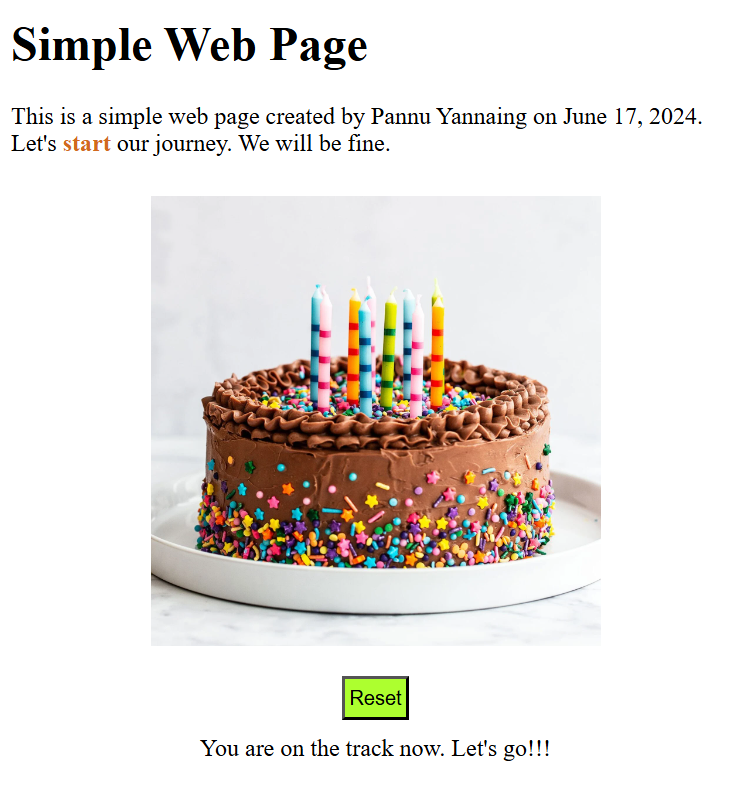 Simple Web Page
This is a simple web page created by Pannu Yannaing on June 17, 2024.
Let's start our journey. We will be fine.
Reset
You are on the track now. Let's go!!!